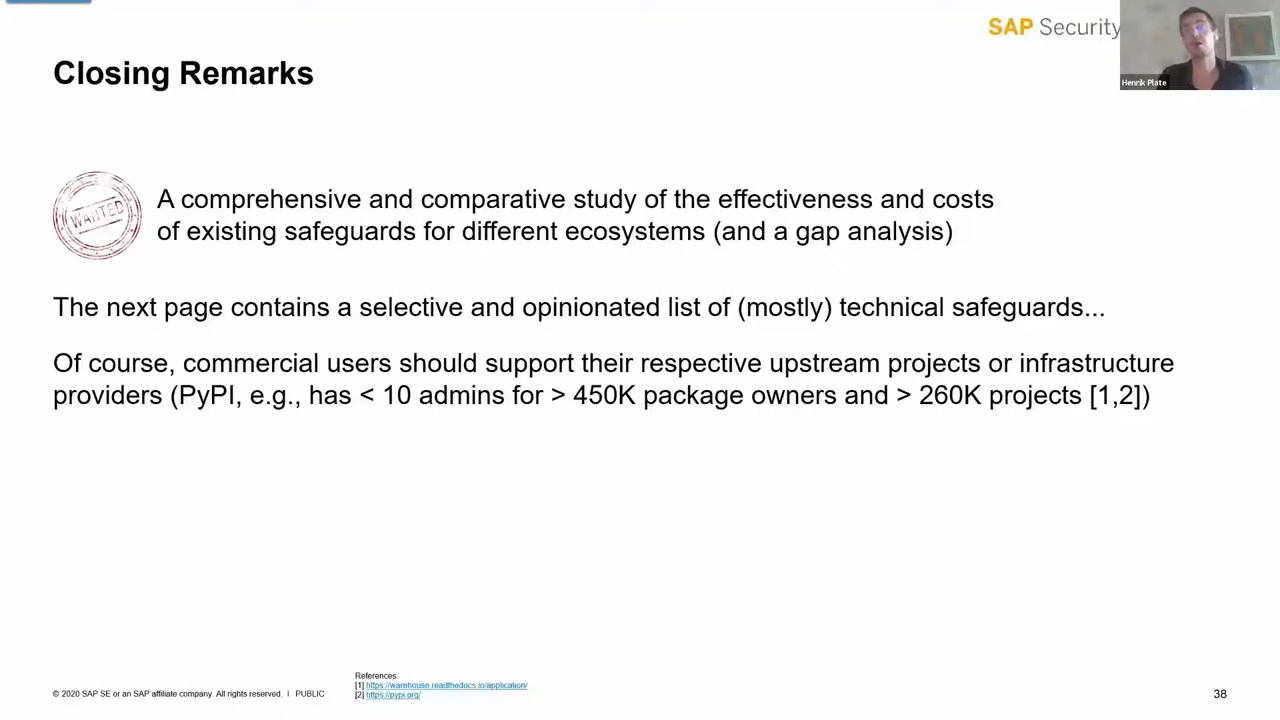 SAP Security
Henrik Plate
Closing Remarks
WANTED
A comprehensive and comparative study of the effectiveness and costs
of existing safeguards for different ecosystems (and a gap analysis)
The next page contains a selective and opinionated list of (mostly) technical safeguards...
Of course, commercial users should support their respective upstream projects or infrastructure
providers (PyPI, e.g., has < 10 admins for > 450K package owners and > 260K projects [1,2])
References:
[1] https://warehouse.readthedocs.io/application/
[2] https://pypi.org/
© 2020 SAP SE or an SAP affiliate company. All rights reserved. | PUBLIC
38